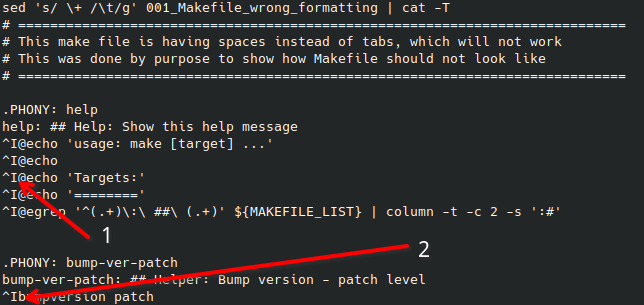 sed 's/ \+ /\t/g' 001_Makefile_wrong_formatting | cat -T
# ===========================================================================
# This make file is having spaces instead of tabs, which will not work
# This was done by purpose to show how Makefile should not look like
# ===========================================================================
.PHONY: help
help: ## Help: Show this help message
^I@echo 'usage: make [target] ...'
^I@echo
^I@echo 'Targets:'
^I@echo '========'
^I@egrep '^(.+)\:\ ##\ (.+)' ${MAKEFILE_LIST} | column -t -c 2 -s ':#'
1
2
.PHONY: bump-ver-patch
bump-ver-patch: ## Helper: Bump version - patch level
^Ibumpversion patch